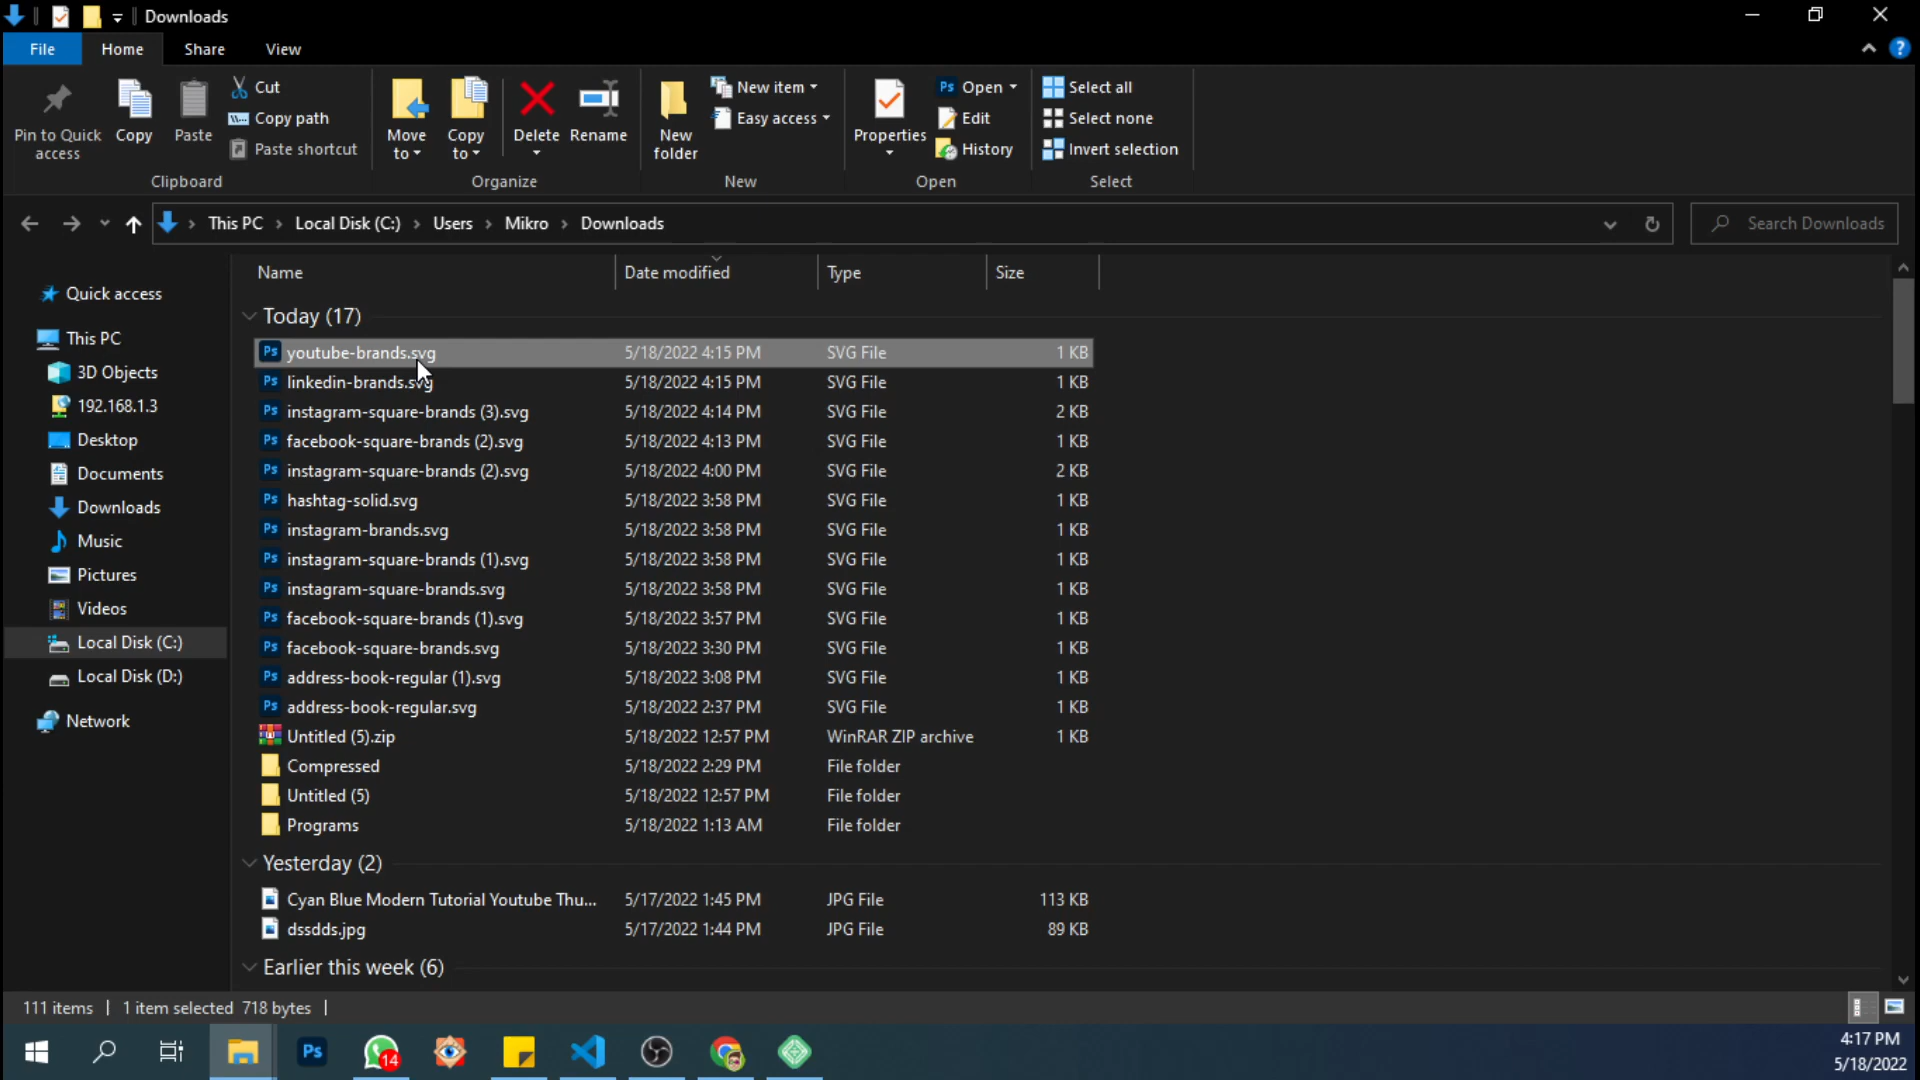 Downloads
File Home Share View
Pin to Quick access
Copy
Paste
Cut
Copy path
Paste shortcut
Clipboard
Move to
Copy to
Delete
Rename
Organize
New folder
New item
Easy access
New
Properties
Open
Edit
History
Open
Select all
Select none
Invert selection
Select
This PC > Local Disk (C:) > Users > Mikro > Downloads
Search Downloads
Quick access
This PC
3D Objects
192.168.1.3
Desktop
Documents
Downloads
Music
Pictures
Videos
Local Disk (C:)
Local Disk (D:)
Network
Name Date modified Type Size
Today (17)
Ps youtube-brands.svg 5/18/2022 4:15 PM SVG File 1 KB
Ps linkedin-brands.svg 5/18/2022 4:15 PM SVG File 1 KB
Ps instagram-square-brands (3).svg 5/18/2022 4:14 PM SVG File 2 KB
Ps facebook-square-brands (2).svg 5/18/2022 4:13 PM SVG File 1 KB
Ps instagram-square-brands (2).svg 5/18/2022 4:00 PM SVG File 2 KB
Ps hashtag-solid.svg 5/18/2022 3:58 PM SVG File 1 KB
Ps instagram-brands.svg 5/18/2022 3:58 PM SVG File 1 KB
Ps instagram-square-brands (1).svg 5/18/2022 3:58 PM SVG File 1 KB
Ps instagram-square-brands.svg 5/18/2022 3:58 PM SVG File 1 KB
Ps facebook-square-brands (1).svg 5/18/2022 3:57 PM SVG File 1 KB
Ps facebook-square-brands.svg 5/18/2022 3:30 PM SVG File 1 KB
Ps address-book-regular (1).svg 5/18/2022 3:08 PM SVG File 1 KB
Ps address-book-regular.svg 5/18/2022 2:37 PM SVG File 1 KB
Untitled (5).zip 5/18/2022 12:57 PM WinRAR ZIP archive 1 KB
Compressed 5/18/2022 2:29 PM File folder
Untitled (5) 5/18/2022 12:57 PM File folder
Programs 5/18/2022 1:13 AM File folder
Yesterday (2)
Cyan Blue Modern Tutorial Youtube Thu... 5/17/2022 1:45 PM JPG File 113 KB
dssdds.jpg 5/17/2022 1:44 PM JPG File 89 KB
Earlier this week (6)
111 items | 1 item selected 718 bytes |
Ps
14
4:17 PM
5/18/2022